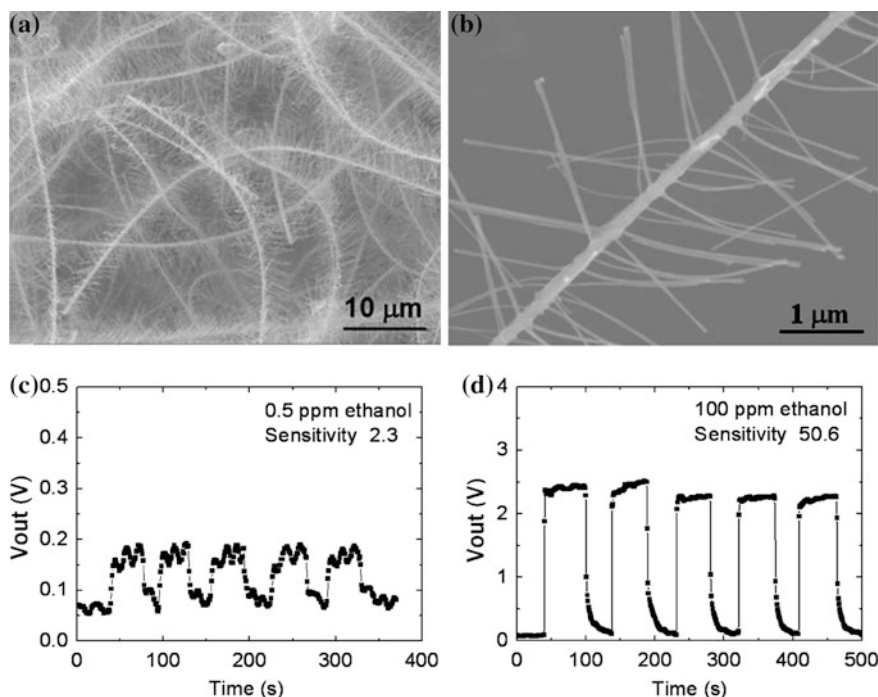 (a)
10 μm
(b)
1 μm
(c)
0.5
0.4
0.3
0.2
0.1
0.0
Vout (V)
0.5 ppm ethanol
Sensitivity 2.3
0 100 200 300 400
Time (s)
(d)
4
3
2
1
0
Vout (V)
100 ppm ethanol
Sensitivity 50.6
0 100 200 300 400 500
Time (s)